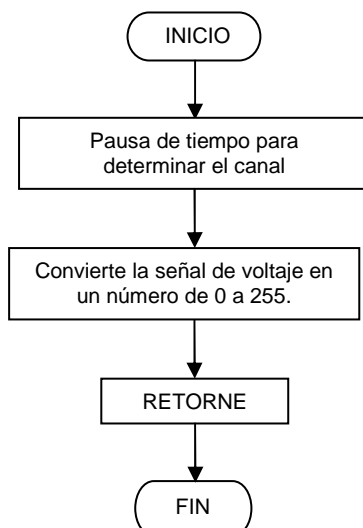 INICIO
Pausa de tiempo para
determinar el canal
Convierte la señal de voltaje en
un número de 0 a 255.
RETORNE
FIN